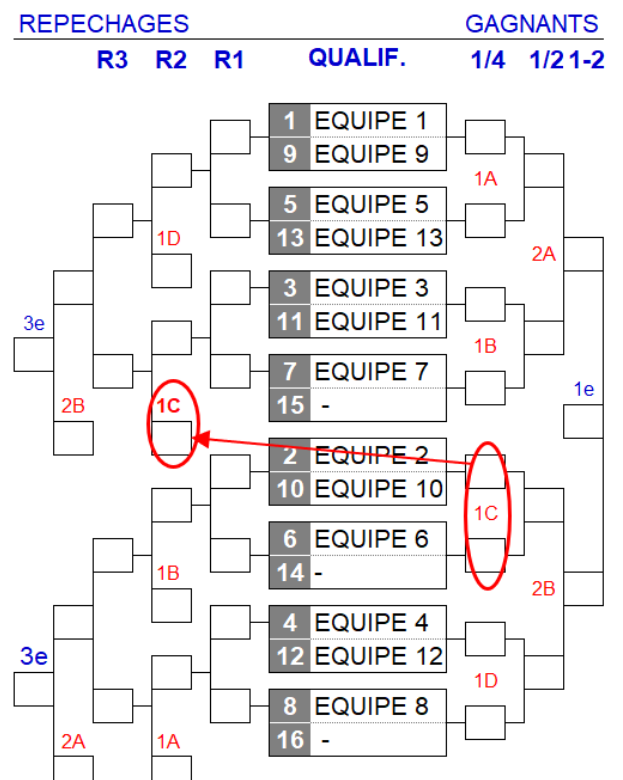 REPECHAGES GAGNANTS
R3 R2 R1 QUALIF. 1/4 1/2 1-2
1 EQUIPE 1
9 EQUIPE 9
1A
5 EQUIPE 5
1D 13 EQUIPE 13
2A
3 EQUIPE 3
3e 11 EQUIPE 11
1B
7 EQUIPE 7
1e
2B 1C 15 -
2 EQUIPE 2
10 EQUIPE 10
1C
6 EQUIPE 6
1B 14 -
2B
4 EQUIPE 4
3e 12 EQUIPE 12
1D
8 EQUIPE 8
2A 1A 16 -